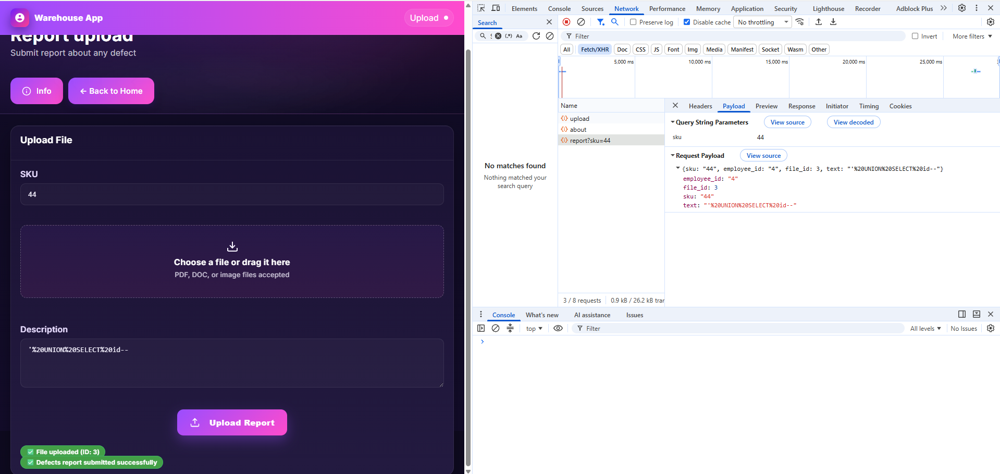 Warehouse App
Upload
Report upload
Submit report about any defect
Info
← Back to Home
Upload File
SKU
44
Choose a file or drag it here
PDF, DOC, or image files accepted
Description
'%20UNION%20SELECT%20id--
Upload Report
File uploaded (ID: 3)
Defects report submitted successfully
Elements Console Sources Network Performance Memory Application Security Lighthouse Recorder Adblock Plus
Search
Preserve log Disable cache No throttling
(.*) Aa
Filter
Invert More filters
All Fetch/XHR Doc CSS JS Font Img Media Manifest Socket Wasm Other
5,000 ms 10,000 ms 15,000 ms 20,000 ms 25,000 ms
No matches found
Nothing matched your
search query
Name
upload
about
report?sku=44
3 / 8 requests 0.9 kB / 26.2 kB trar
Headers Payload Preview Response Initiator Timing Cookies
Query String Parameters View source View decoded
sku 44
Request Payload View source
{sku: "44", employee_id: "4", file_id: 3, text: "'%20UNION%20SELECT%20id--"}
employee_id: "4"
file_id: 3
sku: "44"
text: "'%20UNION%20SELECT%20id--"
Console What's new AI assistance Issues
top Filter All levels No Issues